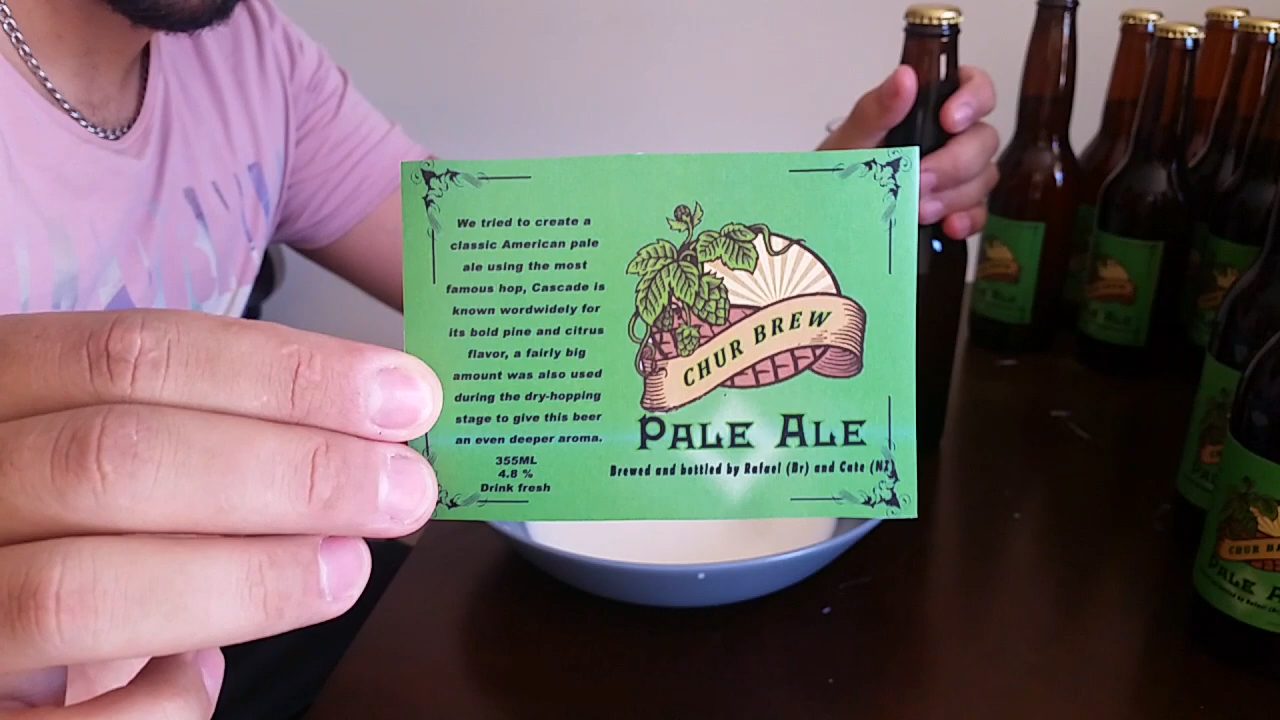 We tried to create a
classic American pale
ale using the most
famous hop, Cascade is
known wordwidely for
its bold pine and citrus
flavor, a fairly big
amount was also used
during the dry-hopping
stage to give this beer
an even deeper aroma.
355ML
4.8 %
Drink fresh
CHUR BREW
PALE ALE
Brewed and bottled by Rafael (Br) and Cate (NZ)
CHUR
PALE